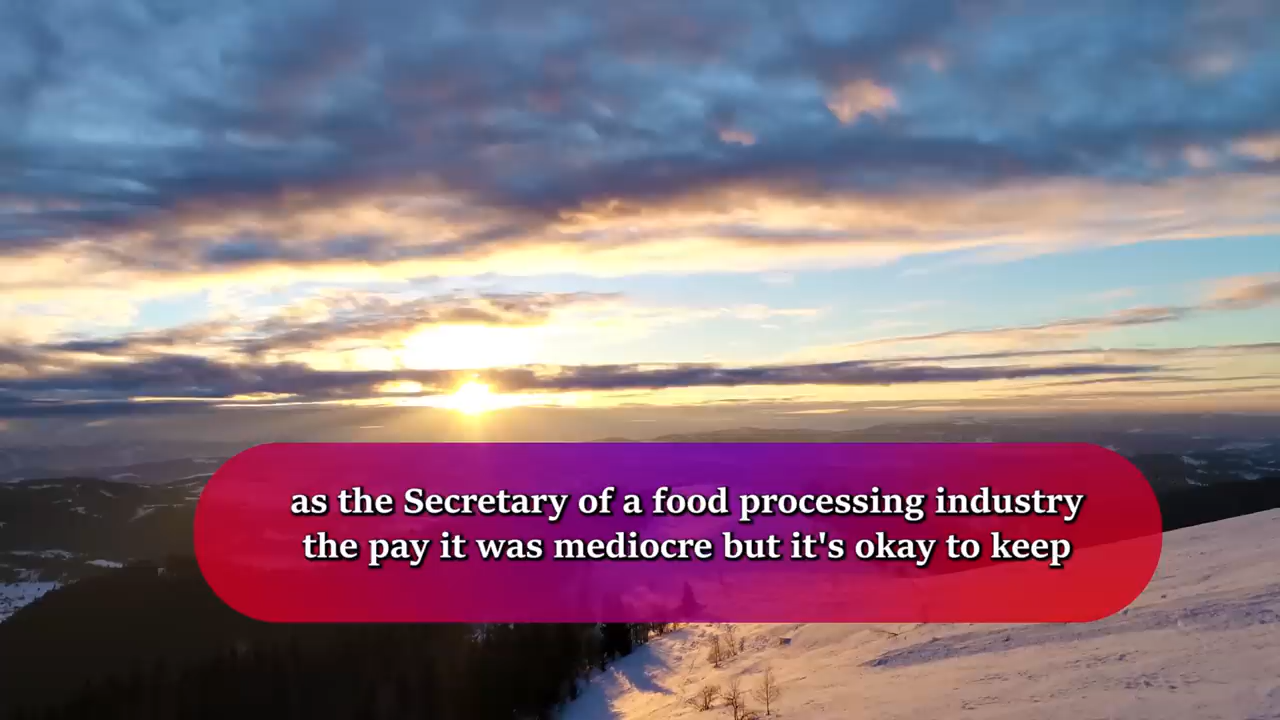 as the Secretary of a food processing industry
the pay it was mediocre but it's okay to keep